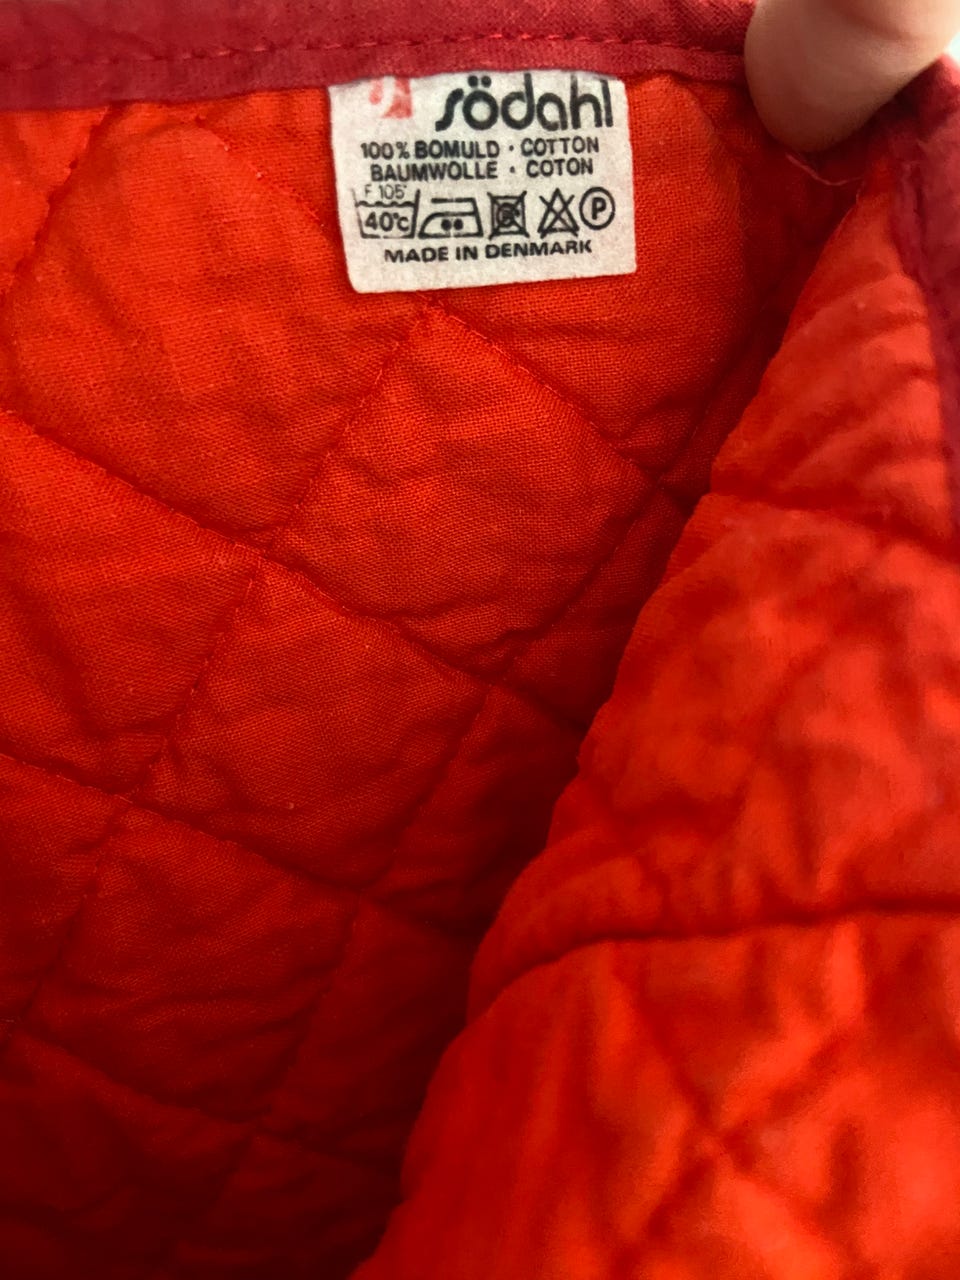 södahl
100% BOMULD · COTTON
BAUMWOLLE · COTON
F 105
40°c P
MADE IN DENMARK